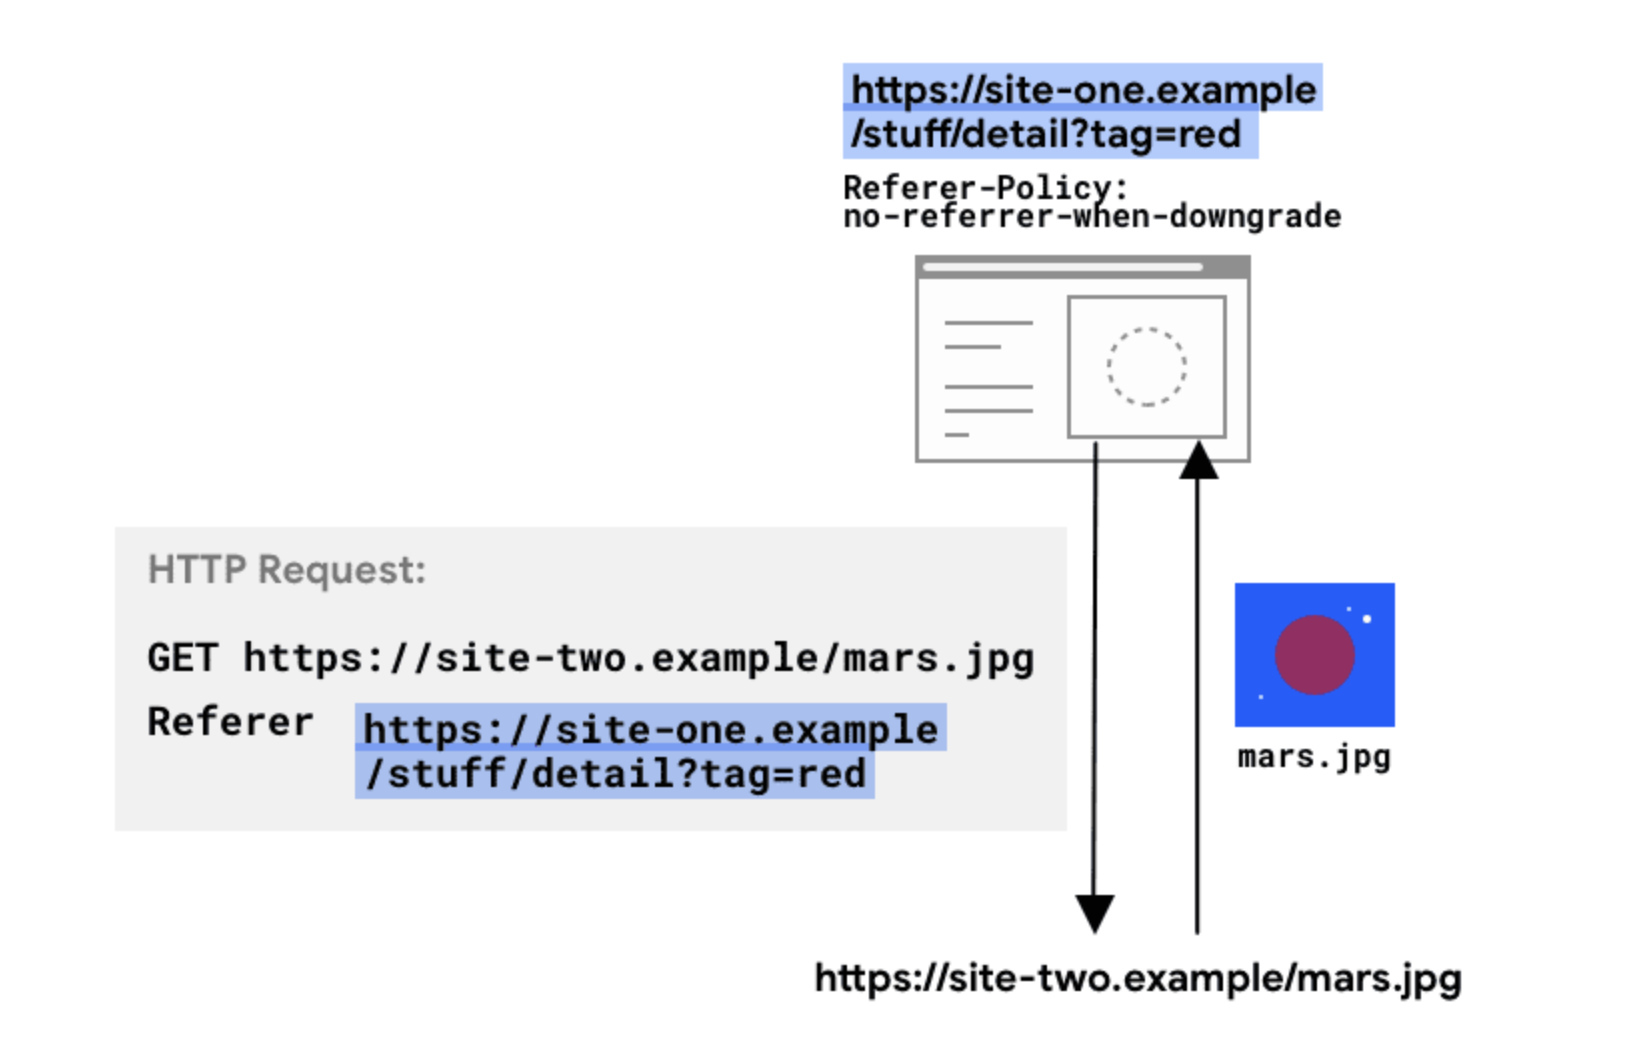 https://site-one.example
/stuff/detail?tag=red
Referer-Policy:
no-referrer-when-downgrade
HTTP Request:
GET https://site-two.example/mars.jpg
Referer https://site-one.example
/stuff/detail?tag=red
mars.jpg
https://site-two.example/mars.jpg